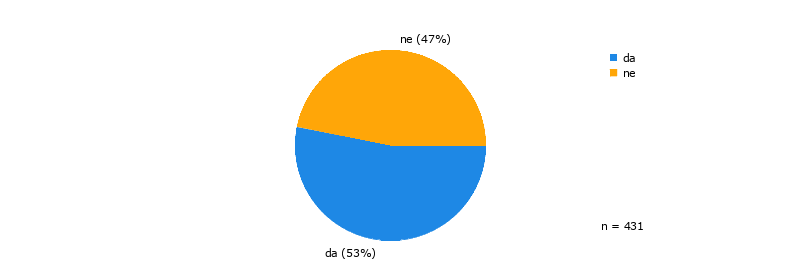 ne (47%)
da
ne
n = 431
da (53%)